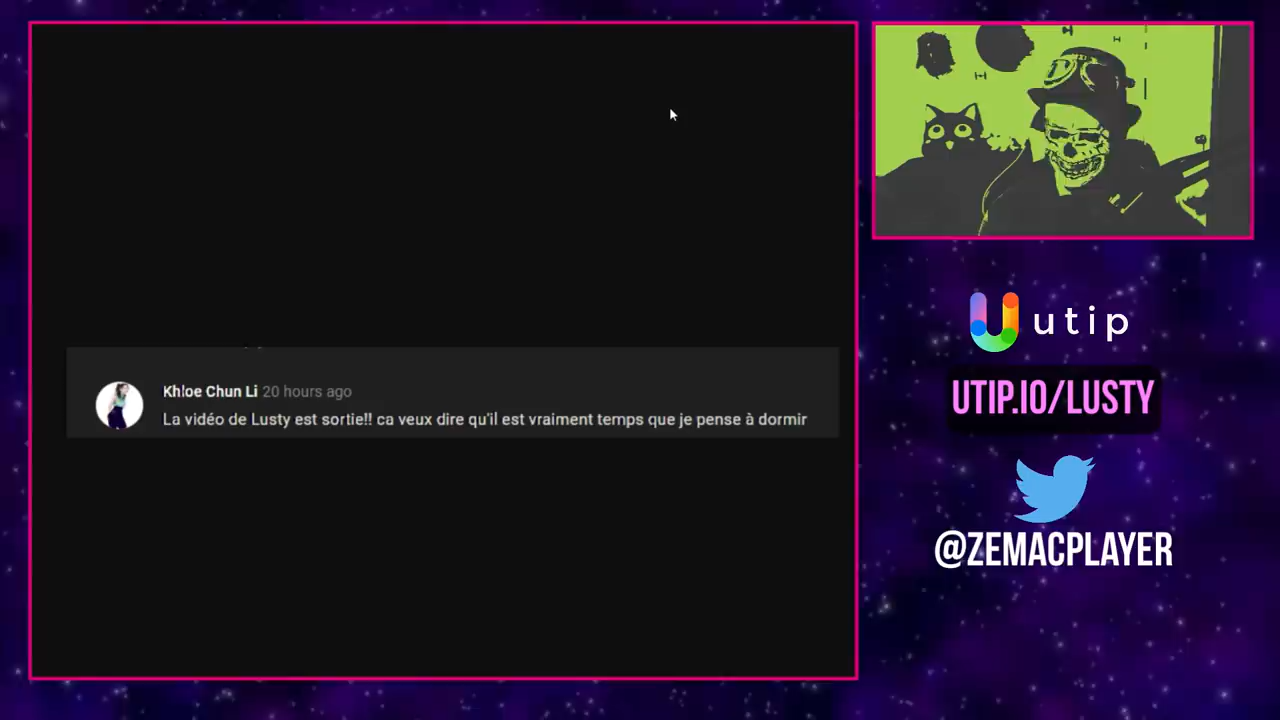 Khloe Chun Li 20 hours ago
La vidéo de Lusty est sortie!! ca veux dire qu'il est vraiment temps que je pense à dormir
utip
UTIP.IO/LUSTY
@ZEMACPLAYER